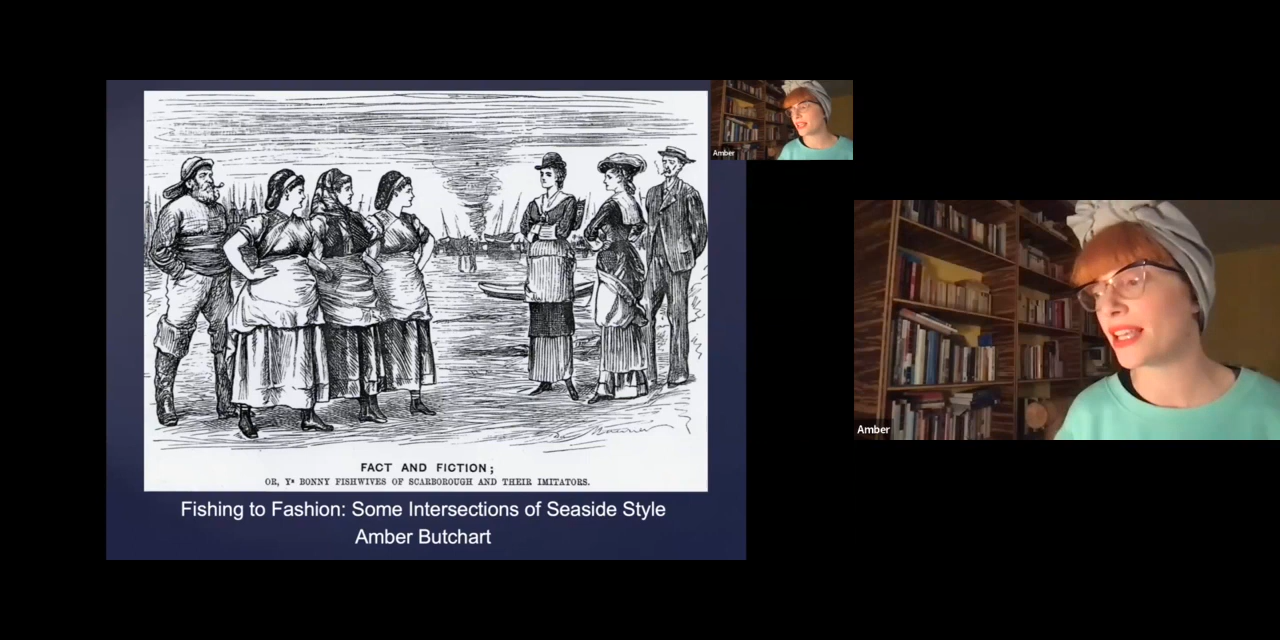 Amber
FACT AND FICTION;
OR, Yᴱ BONNY FISHWIVES OF SCARBOROUGH AND THEIR IMITATORS.
Fishing to Fashion: Some Intersections of Seaside Style
Amber Butchart
Amber